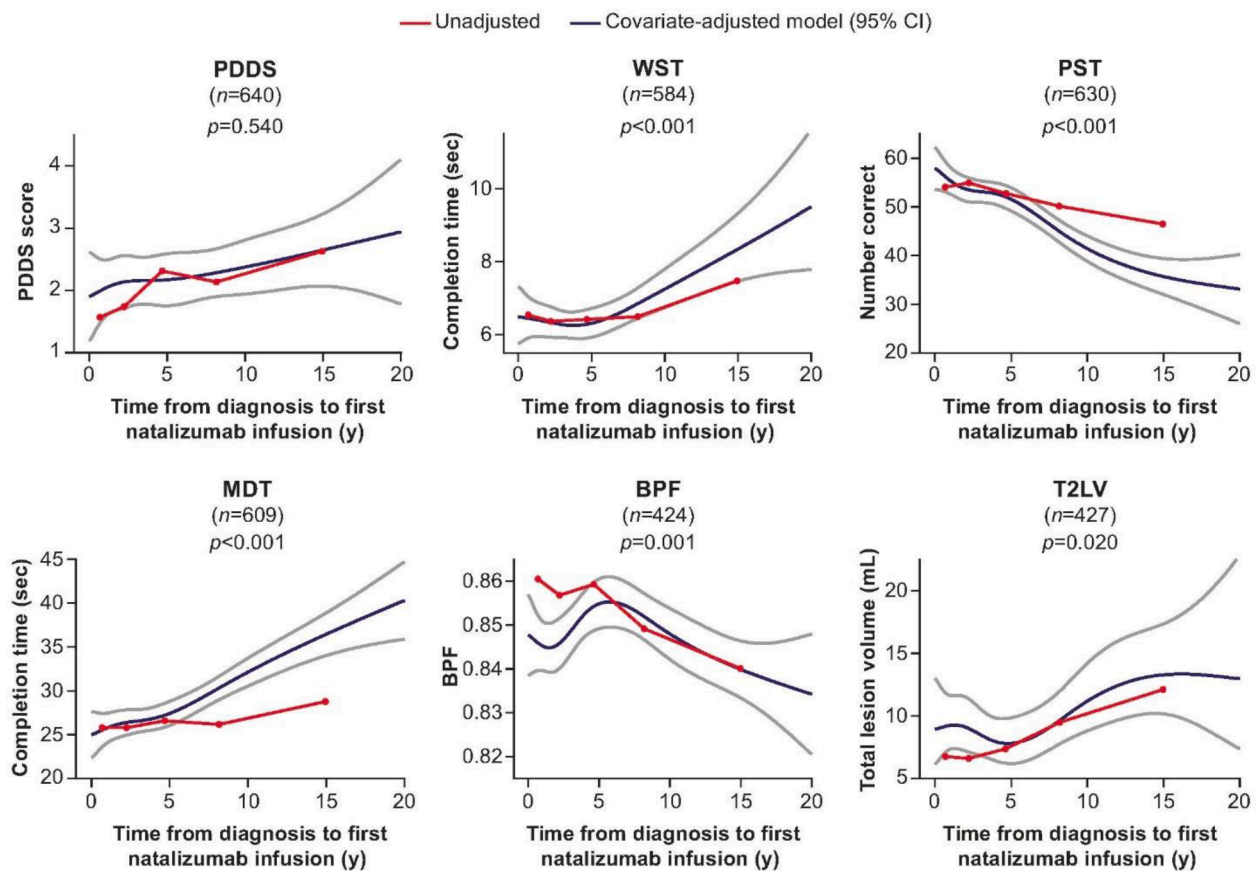 Unadjusted
Covariate-adjusted model (95% CI)
PDDS
(n=640)
p=0.540
PDDS score
4
3
2
1
0
5
10
15
20
Time from diagnosis to first
natalizumab infusion (y)
WST
(n=584)
p<0.001
Completion time (sec)
10
8
6
0
5
10
15
20
Time from diagnosis to first
natalizumab infusion (y)
PST
(n=630)
p<0.001
Number correct
60
50
40
30
20
0
5
10
15
20
Time from diagnosis to first
natalizumab infusion (y)
MDT
(n=609)
p<0.001
Completion time (sec)
45
40
35
30
25
20
0
5
10
15
20
Time from diagnosis to first
natalizumab infusion (y)
BPF
(n=424)
p=0.001
BPF
0.86
0.85
0.84
0.83
0.82
0
5
10
15
20
Time from diagnosis to first
natalizumab infusion (y)
T2LV
(n=427)
p=0.020
Total lesion volume (mL)
20
15
10
5
0
5
10
15
20
Time from diagnosis to first
natalizumab infusion (y)